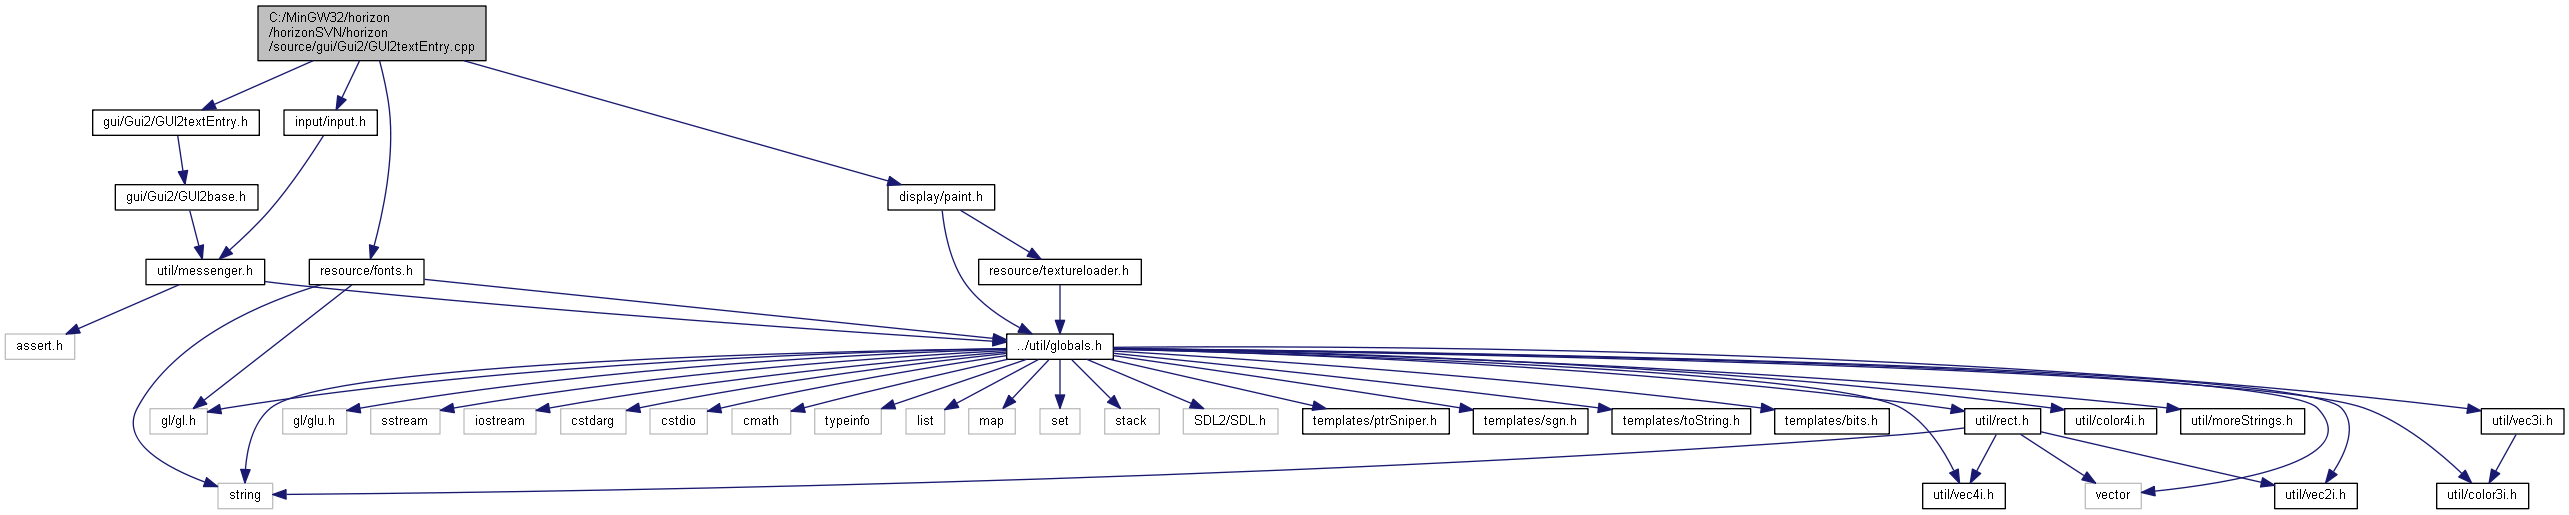 C:/MinGW32/horizon
/horizonSVN/horizon
/source/gui/Gui2/GUI2textEntry.cpp
gui/Gui2/GUI2textEntry.h
input/input.h
gui/Gui2/GUI2base.h
display/paint.h
util/messenger.h
resource/fonts.h
resource/textureloader.h
assert.h
../util/globals.h
gl/gl.h
gl/glu.h
sstream
iostream
cstdarg
cstdio
cmath
typeinfo
list
map
set
stack
SDL2/SDL.h
templates/ptrSniper.h
templates/sgn.h
templates/toString.h
templates/bits.h
util/rect.h
util/color4i.h
util/moreStrings.h
util/vec3i.h
string
util/vec4i.h
vector
util/vec2i.h
util/color3i.h